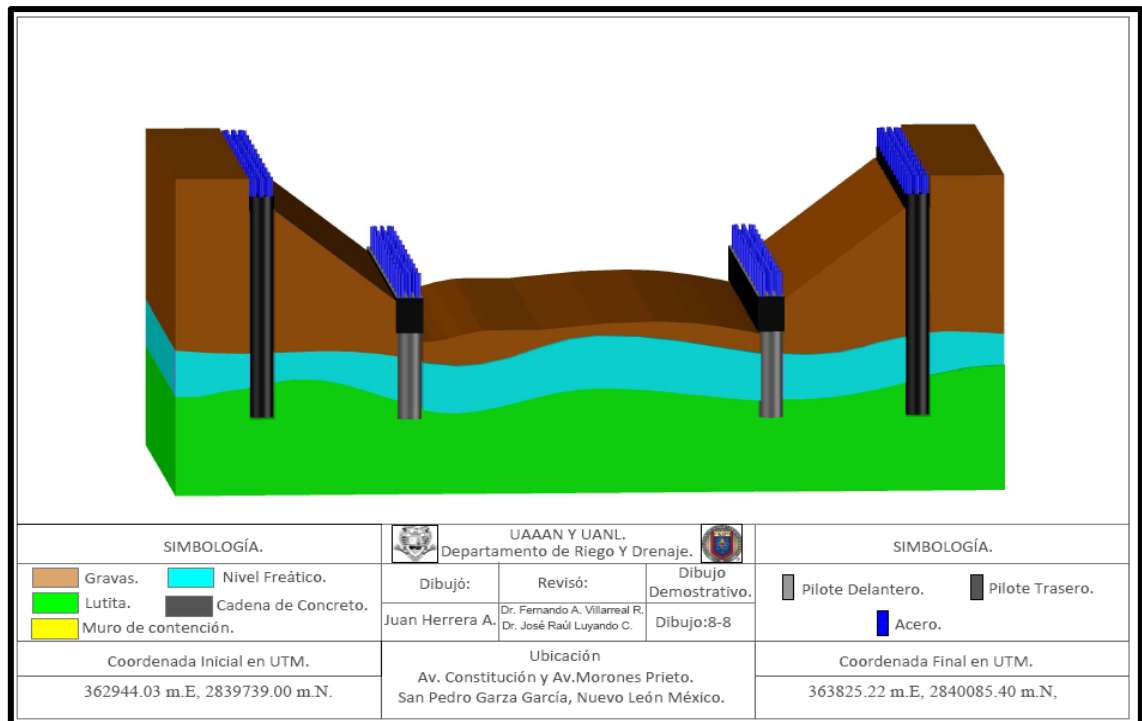 SIMBOLOGÍA.
Gravas.
Nivel Freático.
Lutita.
Cadena de Concreto.
Muro de contención.
Coordenada Inicial en UTM.
362944.03 m.E, 2839739.00 m.N.
UAAAN Y UANL.
Departamento de Riego Y Drenaje.
Dibujó:
Revisó:
Dibujo
Demostrativo.
Juan Herrera A.
Dr. Fernando A. Villarreal R.
Dr. José Raúl Luyando C.
Dibujo:8-8
Ubicación
Av. Constitución y Av.Morones Prieto.
San Pedro Garza García, Nuevo León México.
SIMBOLOGÍA.
Pilote Delantero.
Pilote Trasero.
Acero.
Coordenada Final en UTM.
363825.22 m.E, 2840085.40 m.N,